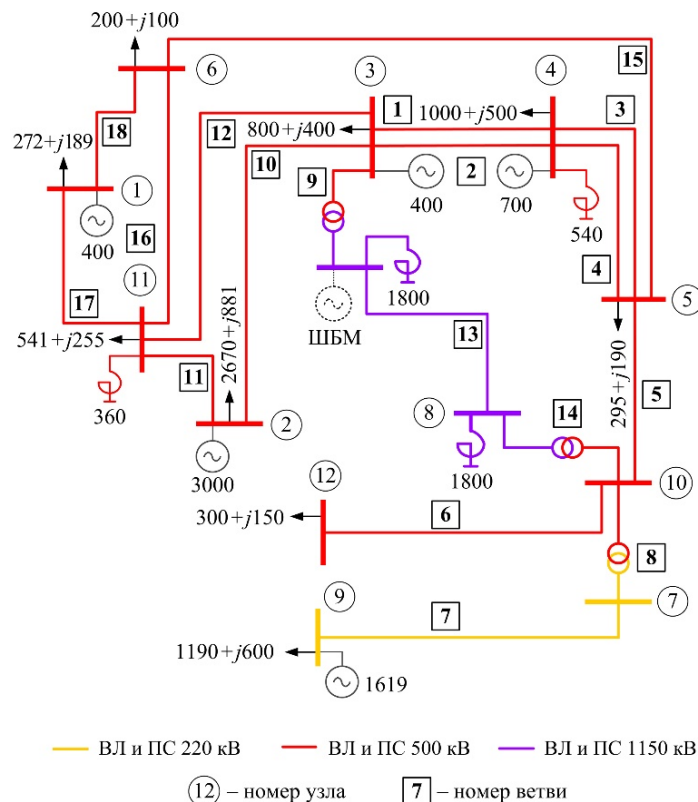 200+j100
6
15
3
4
18
12
1
1000+j500
3
800+j400
272+j189
10
2
9
400
700
1
540
400
16
4
11
1800
5
17
ШБМ
541+j255
2670+j881
13
295+j190
11
8
14
5
360
2
3000
12
1800
10
300+j150
6
8
9
7
7
1190+j600
1619
ВЛ и ПС 220 кВ
ВЛ и ПС 500 кВ
ВЛ и ПС 1150 кВ
12 – номер узла
7 – номер ветви